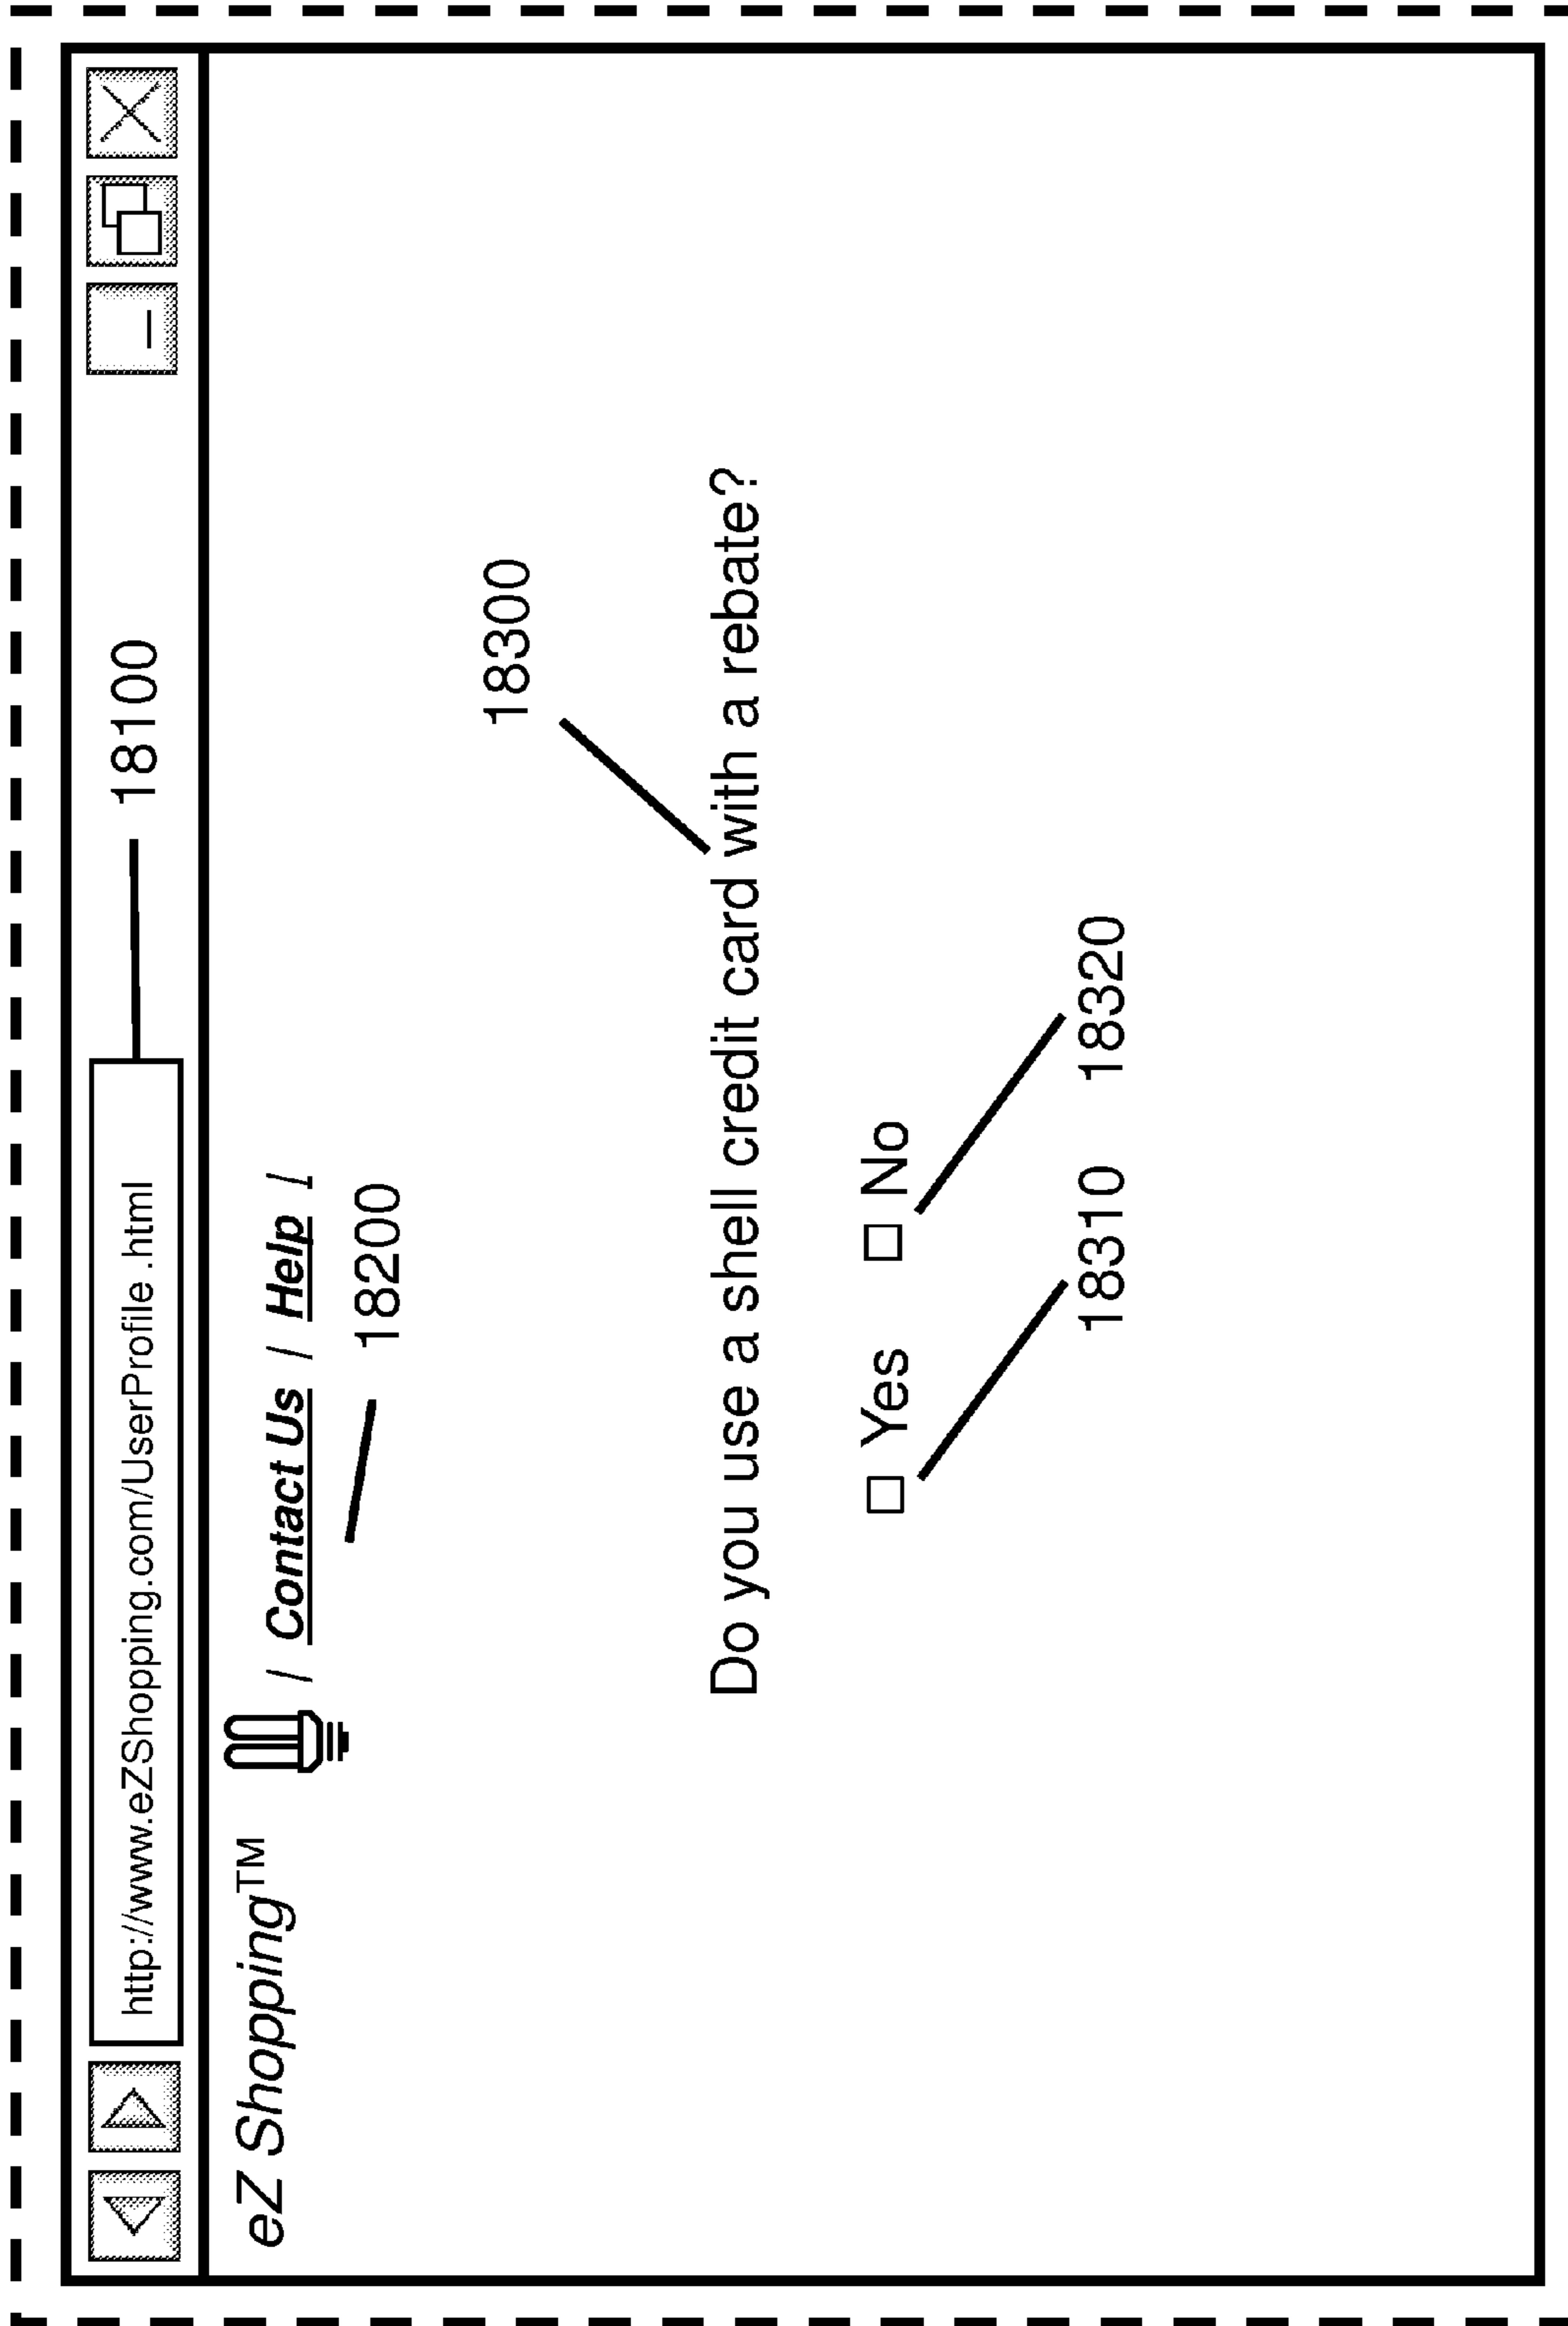 http://www.eZShopping.com/UserProfile .html 18100
eZ Shopping™ / Contact Us / Help /
18200
18300
Do you use a shell credit card with a rebate?
Yes No
18310 18320